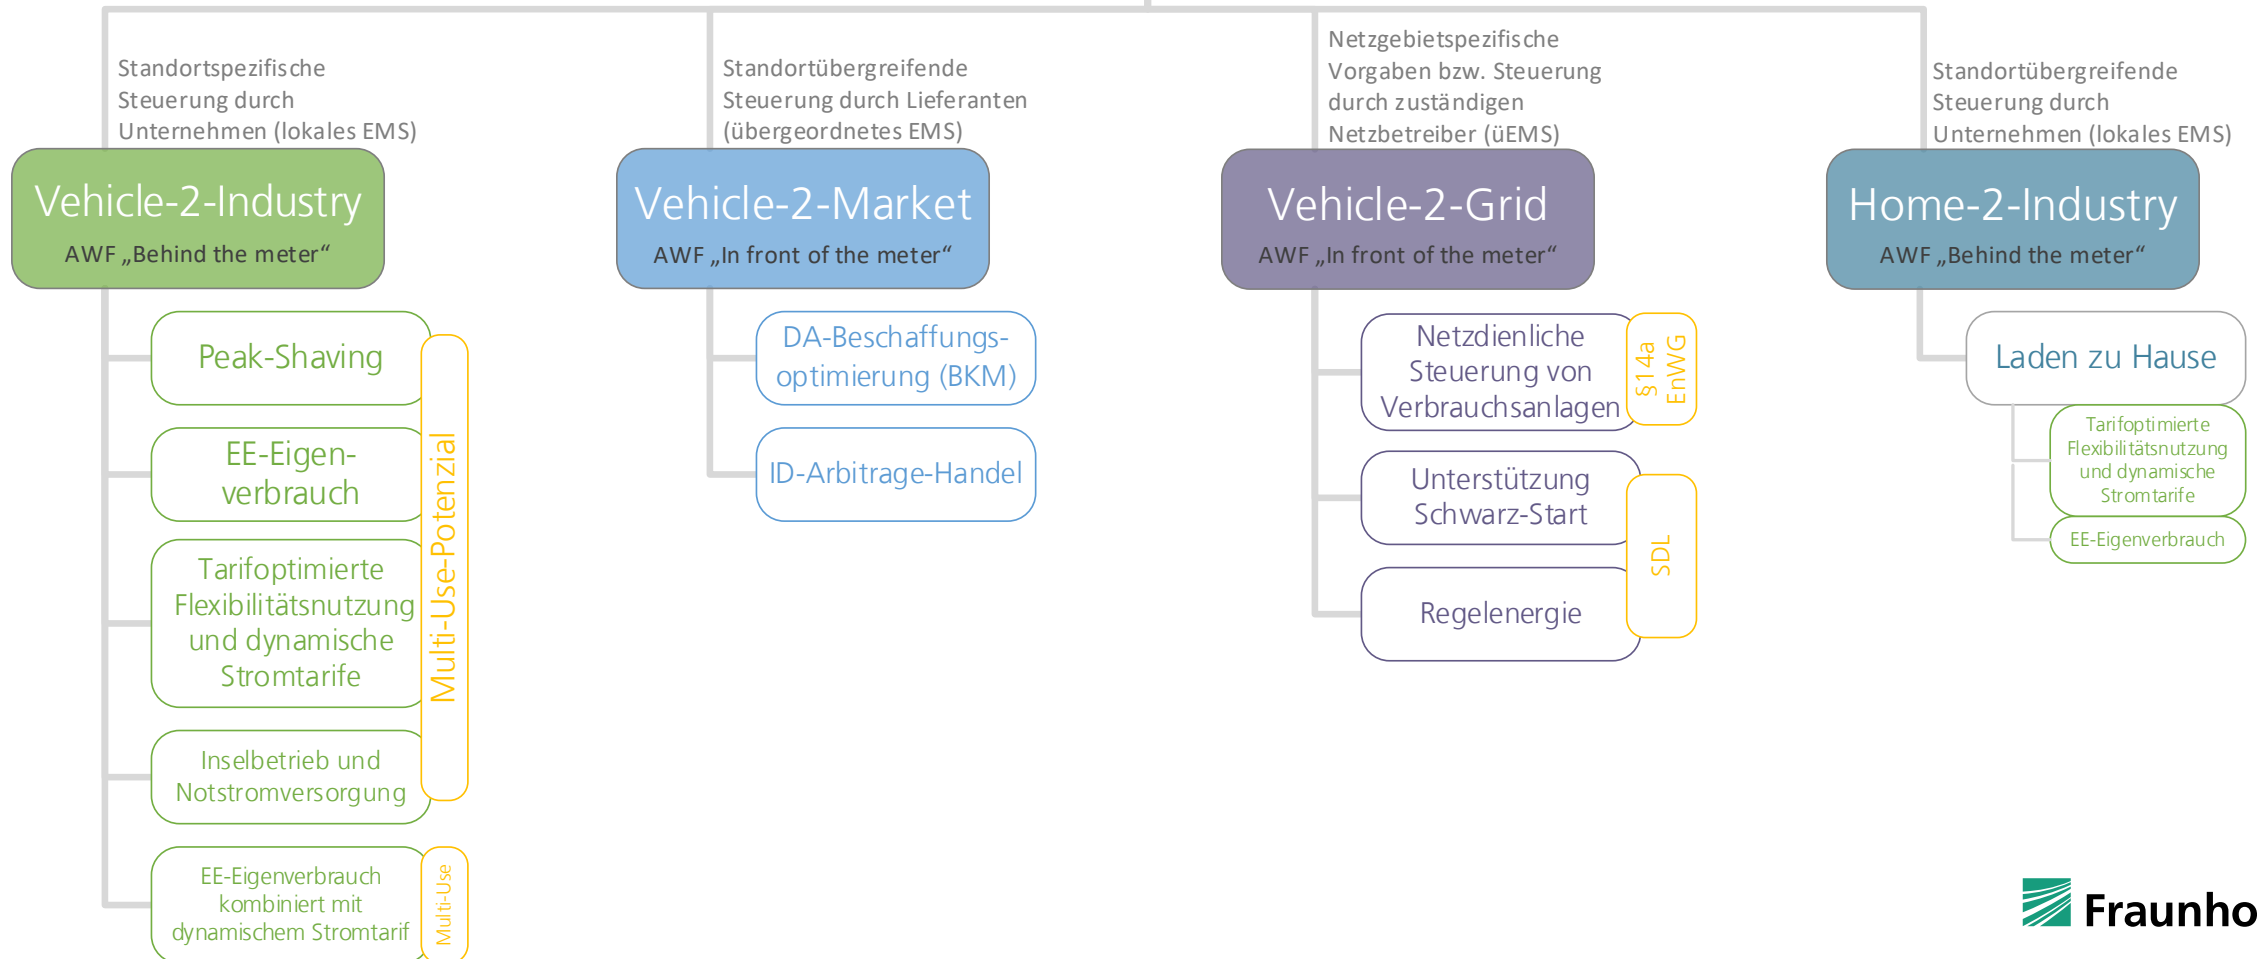 Standortspezifische
Steuerung durch
Unternehmen (lokales EMS)
Vehicle-2-Industry
AWF „Behind the meter“
Peak-Shaving
EE-Eigen-
verbrauch
Tarifoptimierte
Flexibilitätsnutzung
und dynamische
Stromtarife
Inselbetrieb und
Notstromversorgung
Multi-Use-Potenzial
EE-Eigenverbrauch
kombiniert mit
dynamischem Stromtarif
Multi-Use
Standortübergreifende
Steuerung durch Lieferanten
(übergeordnetes EMS)
Vehicle-2-Market
AWF „In front of the meter“
DA-Beschaffungs-
optimierung (BKM)
ID-Arbitrage-Handel
Netzgebietspezifische
Vorgaben bzw. Steuerung
durch zuständigen
Netzbetreiber (üEMS)
Vehicle-2-Grid
AWF „In front of the meter“
Netzdienliche
Steuerung von
Verbrauchsanlagen
§14a
EnWG
Unterstützung
Schwarz-Start
Regelenergie
SDL
Standortübergreifende
Steuerung durch
Unternehmen (lokales EMS)
Home-2-Industry
AWF „Behind the meter“
Laden zu Hause
Tarifoptimierte
Flexibilitätsnutzung
und dynamische
Stromtarife
EE-Eigenverbrauch
Fraunho